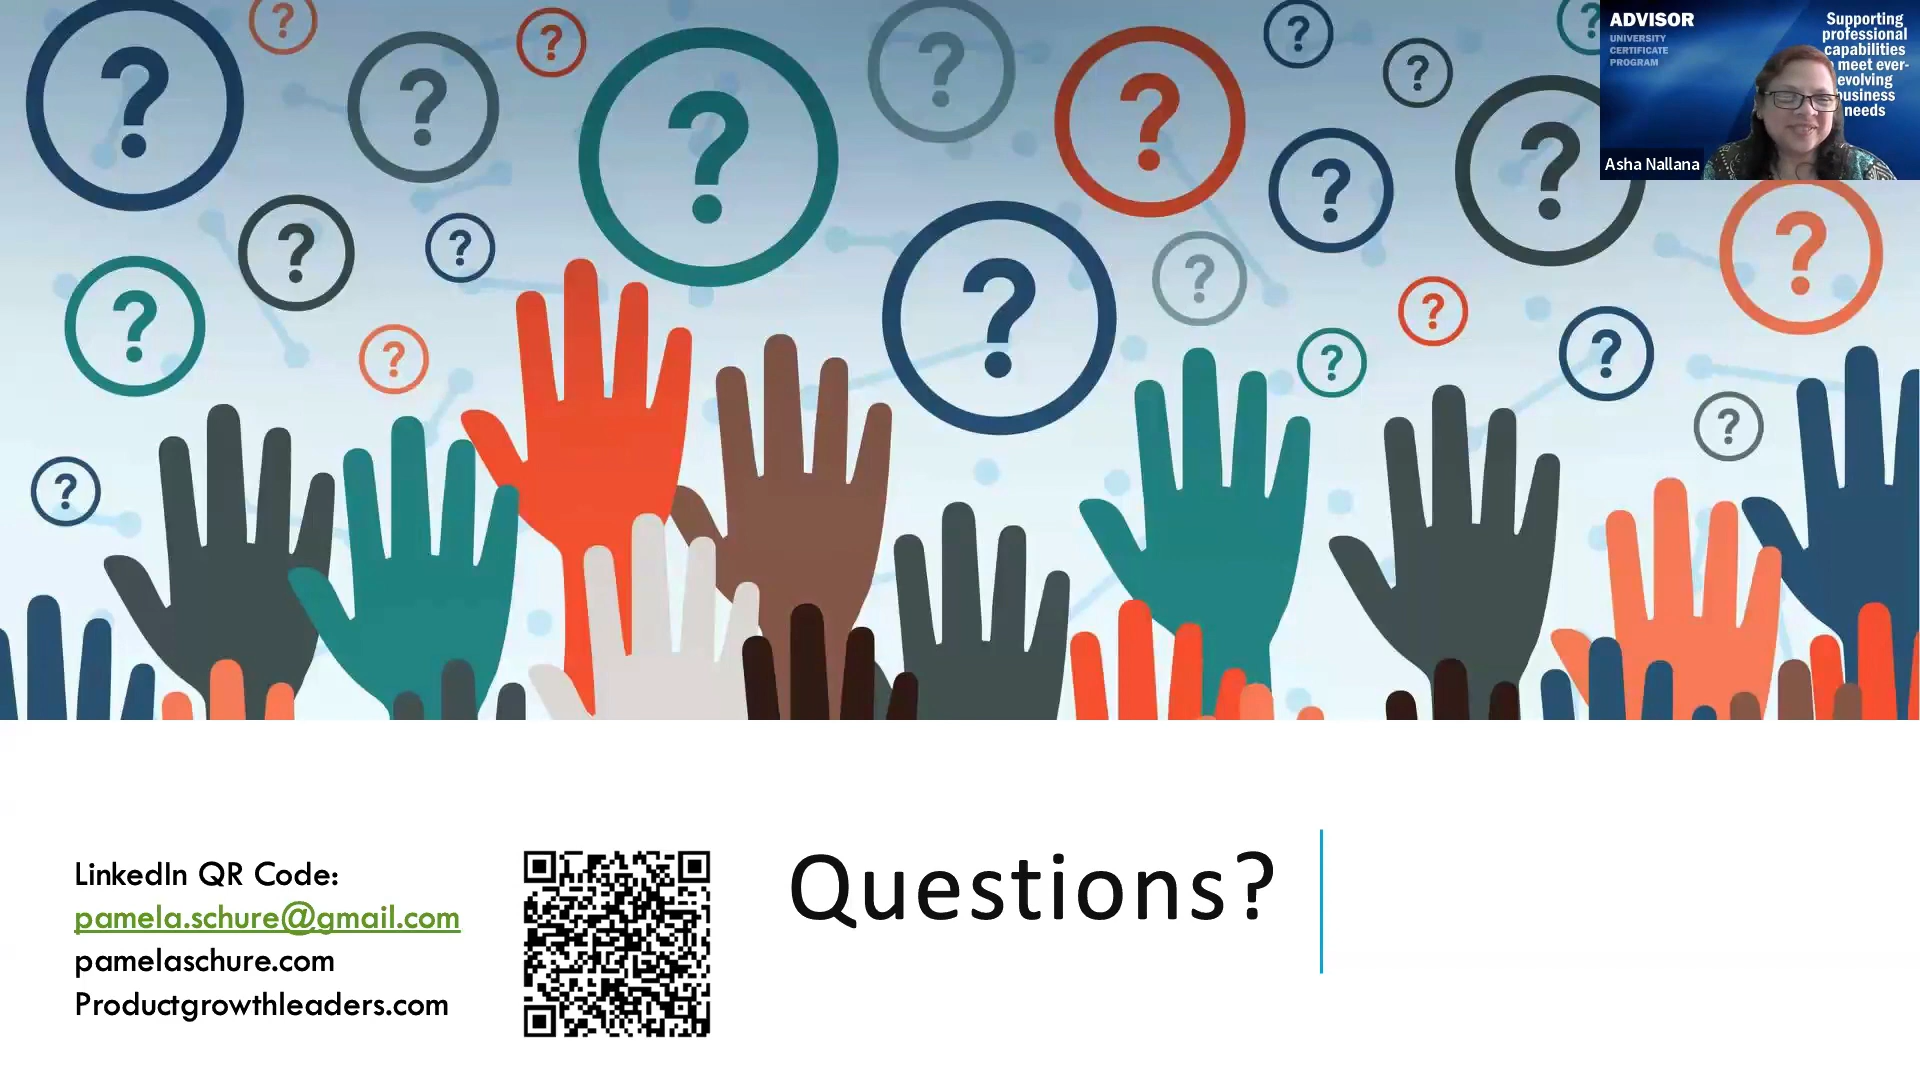 ADVISOR
UNIVERSITY
CERTIFICATE
PROGRAM
Supporting
professional
capabilities
meet ever-
evolving
business
needs
Asha Nallana
? ? ? ? ? ? ? ? ? ? ? ? ? ? ? ? ? ? ? ? ? ? ? ?
LinkedIn QR Code:
pamela.schure@gmail.com
pamelaschure.com
Productgrowthleaders.com
Questions?